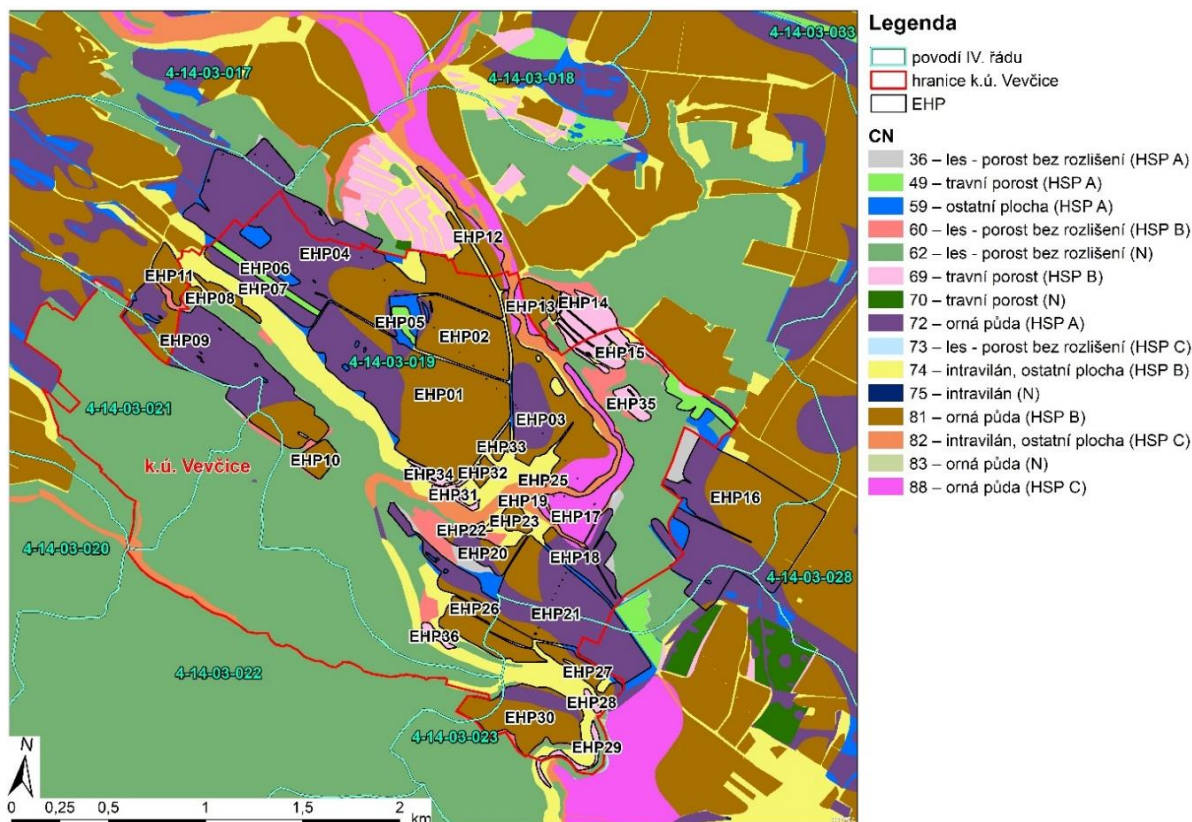 4-14-03-033
4-14-03-017
4-14-03-018
EHP12
EHP04
EHP11
EHP06
EHP07
EHP08
EHP13
EHP14
EHP05
EHP02
EHP09
EHP15
4-14-03-019
EHP01
EHP35
4-14-03-021
EHP03
EHP33
EHP10
k.ú. Vevčice
EHP34
EHP32
EHP25
EHP31
EHP19
EHP16
EHP17
EHP23
EHP22
4-14-03-020
EHP20
EHP18
4-14-03-028
EHP26
EHP21
EHP36
4-14-03-022
EHP27
EHP28
EHP30
4-14-03-023
EHP29
N
0 0,25 0,5 1 1,5 2
km
Legenda
povodí IV. řádu
hranice k.ú. Vevčice
EHP
CN
36 – les - porost bez rozlišení (HSP A)
49 – travní porost (HSP A)
59 – ostatní plocha (HSP A)
60 – les - porost bez rozlišení (HSP B)
62 – les - porost bez rozlišení (N)
69 – travní porost (HSP B)
70 – travní porost (N)
72 – orná půda (HSP A)
73 – les - porost bez rozlišení (HSP C)
74 – intravilán, ostatní plocha (HSP B)
75 – intravilán (N)
81 – orná půda (HSP B)
82 – intravilán, ostatní plocha (HSP C)
83 – orná půda (N)
88 – orná půda (HSP C)